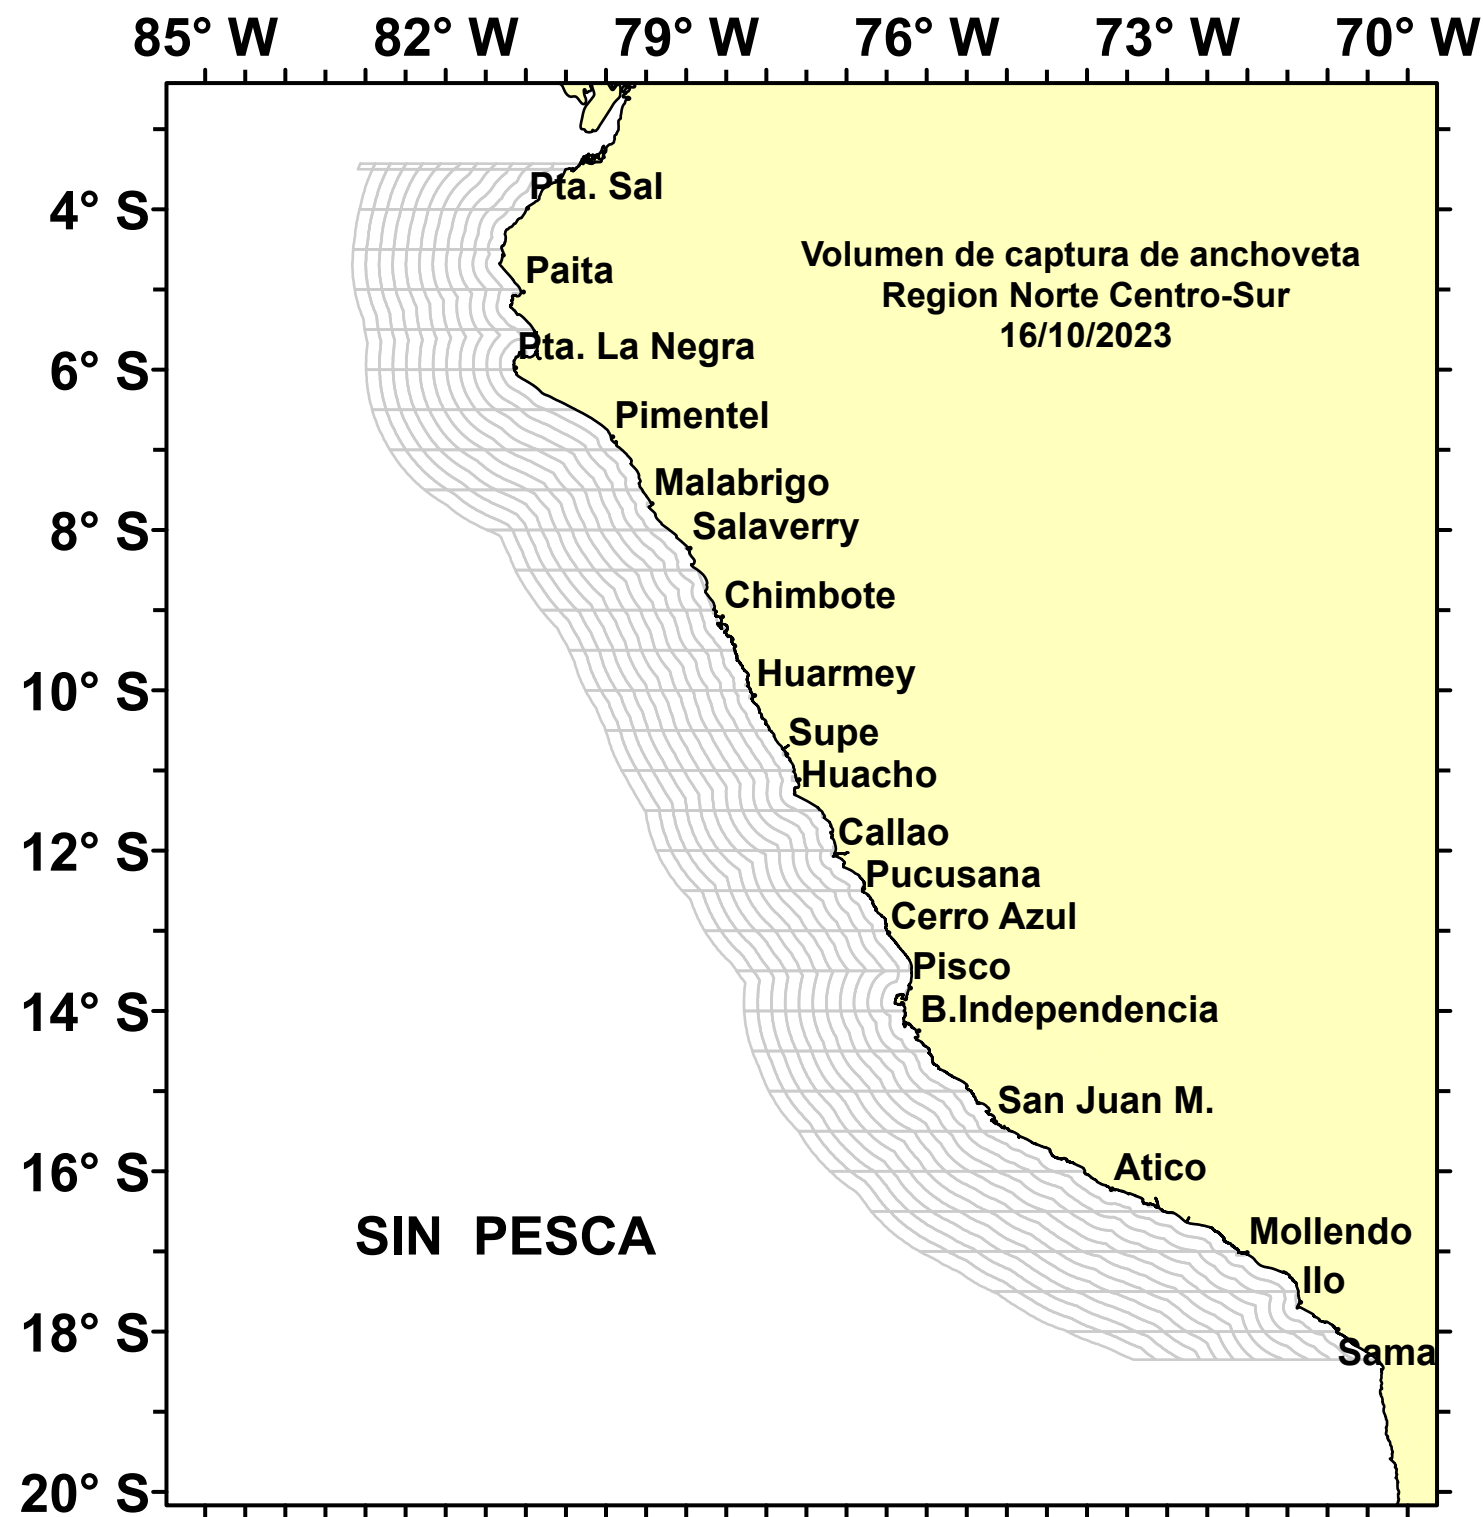 85° W 82° W 79° W 76° W 73° W 70° W
4° S
6° S
8° S
10° S
12° S
14° S
16° S
18° S
20° S
Pta. Sal
Paita
Pta. La Negra
Pimentel
Malabrigo
Salaverry
Chimbote
Huarmey
Supe
Huacho
Callao
Pucusana
Cerro Azul
Pisco
B.Independencia
San Juan M.
Atico
Mollendo
Ilo
Sama
Volumen de captura de anchoveta
Region Norte Centro-Sur
16/10/2023
SIN PESCA